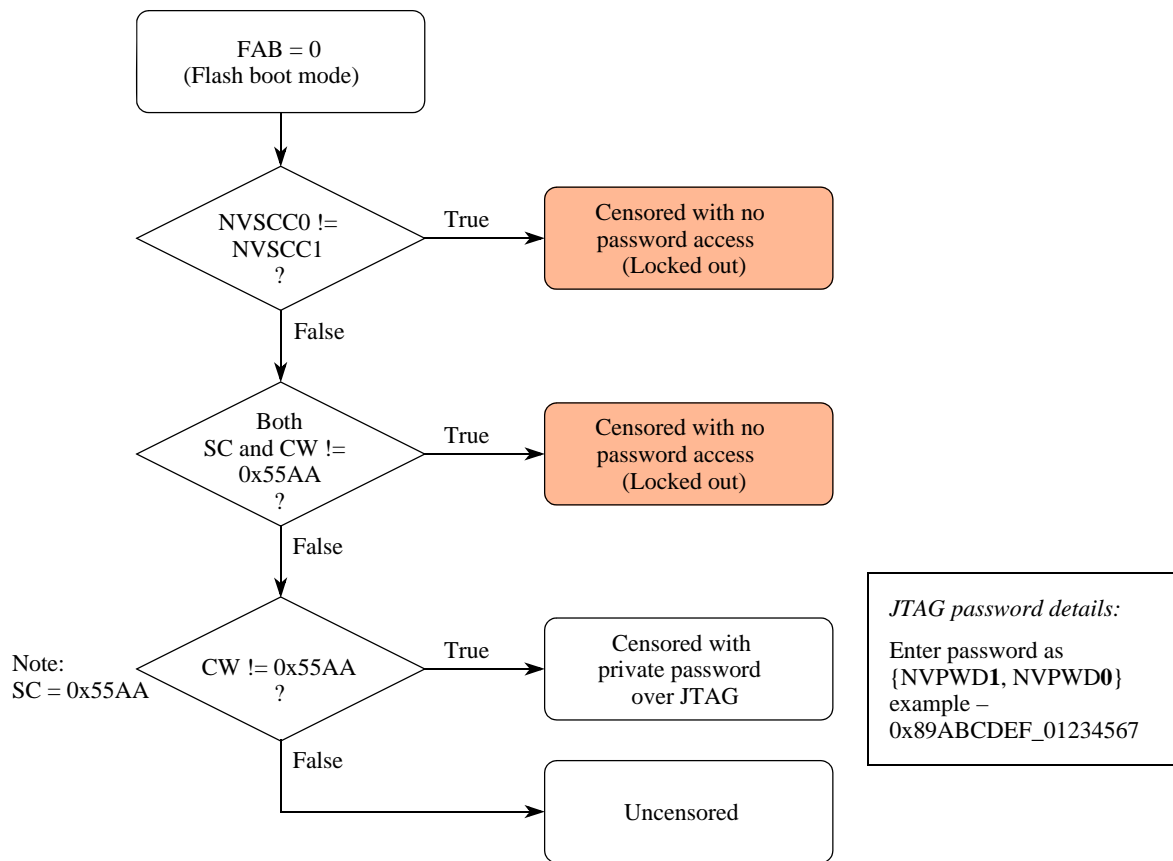 FAB = 0
(Flash boot mode)
NVSCC0 !=
NVSCC1
?
True
Censored with no
password access
(Locked out)
False
Both
SC and CW !=
0x55AA
?
True
Censored with no
password access
(Locked out)
False
Note:
SC = 0x55AA
CW != 0x55AA
?
True
Censored with
private password
over JTAG
False
Uncensored
JTAG password details:
Enter password as
{NVPWD1, NVPWD0}
example –
0x89ABCDEF_01234567